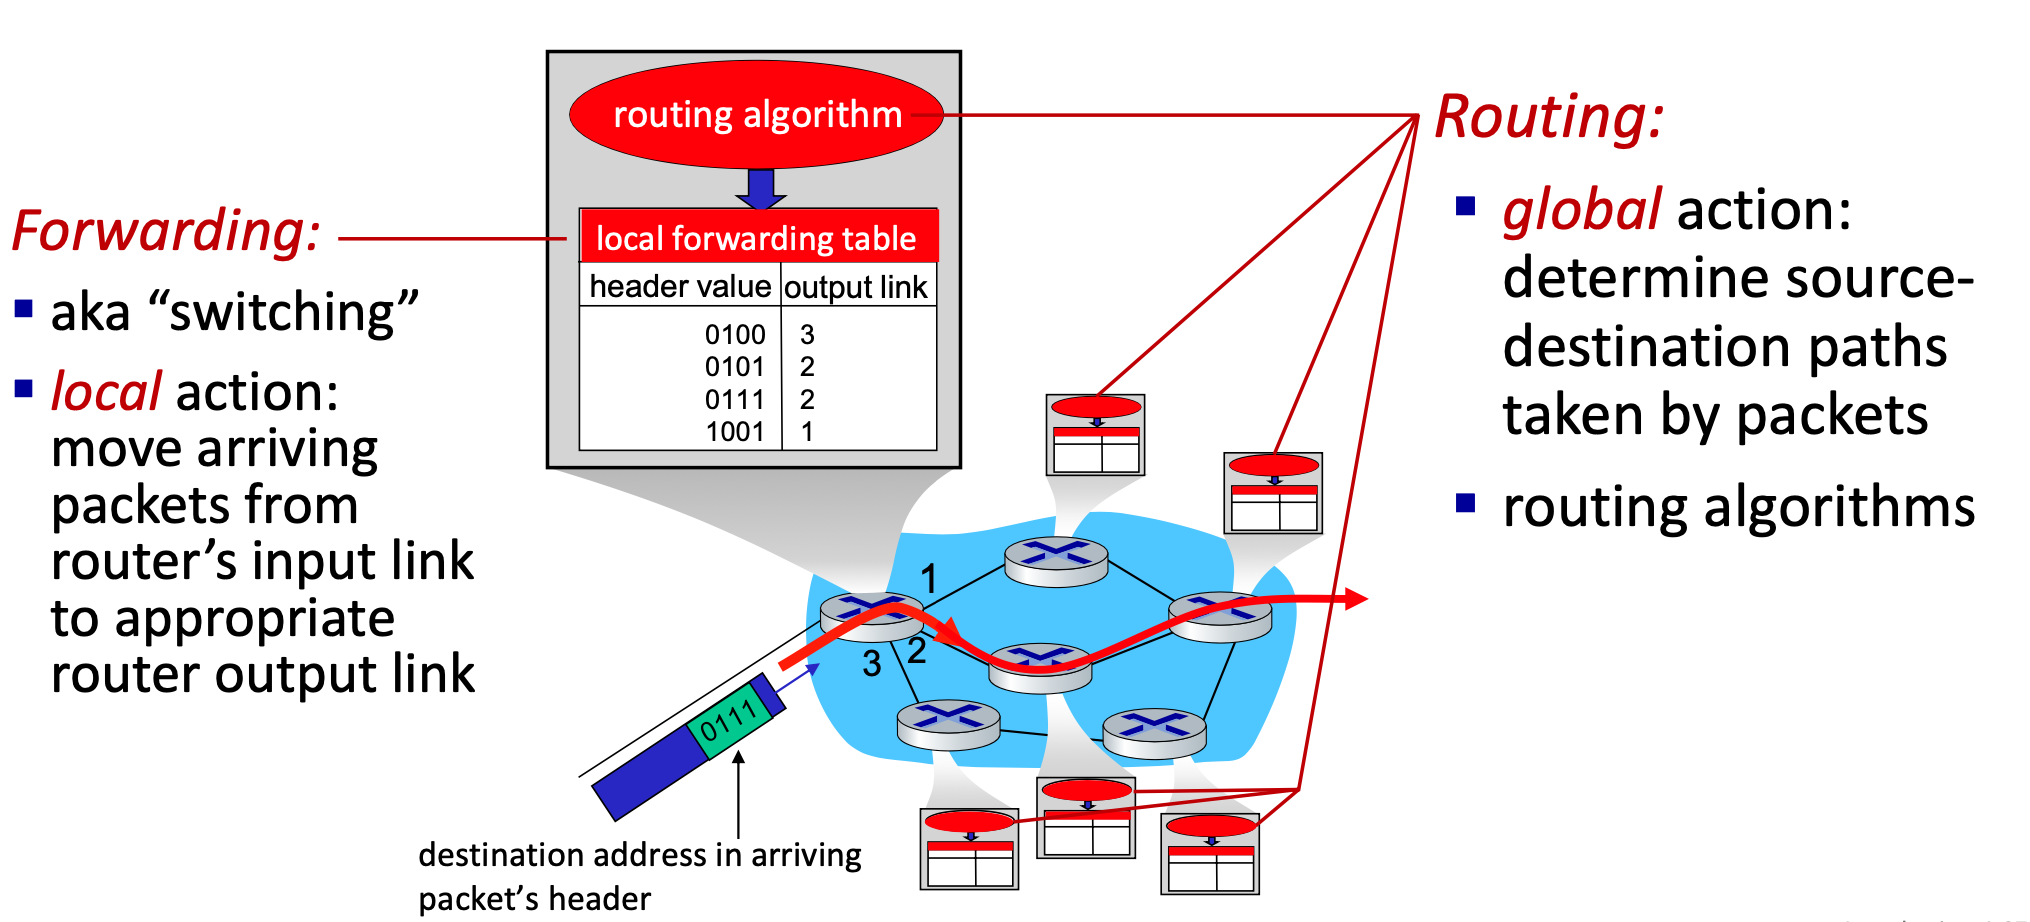 routing algorithm
local forwarding table
header value output link
0100 3
0101 2
0111 2
1001 1
Forwarding:
aka “switching”
local action:
move arriving
packets from
router’s input link
to appropriate
router output link
Routing:
global action:
determine source-
destination paths
taken by packets
routing algorithms
1
2
3
0111
destination address in arriving
packet’s header